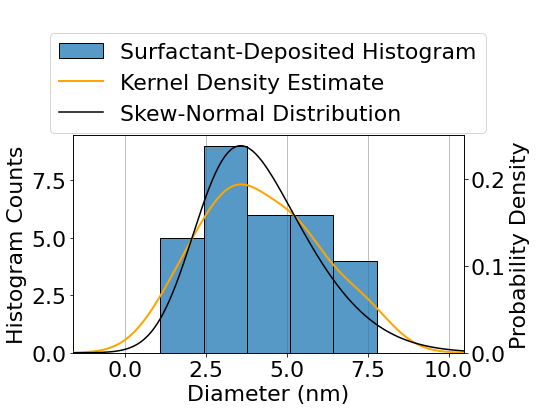 Surfactant-Deposited Histogram
Kernel Density Estimate
Skew-Normal Distribution
Histogram Counts
7.5
5.0
2.5
0.0
0.2
0.1
0.0
Probability Density
0.0 2.5 5.0 7.5 10.0
Diameter (nm)